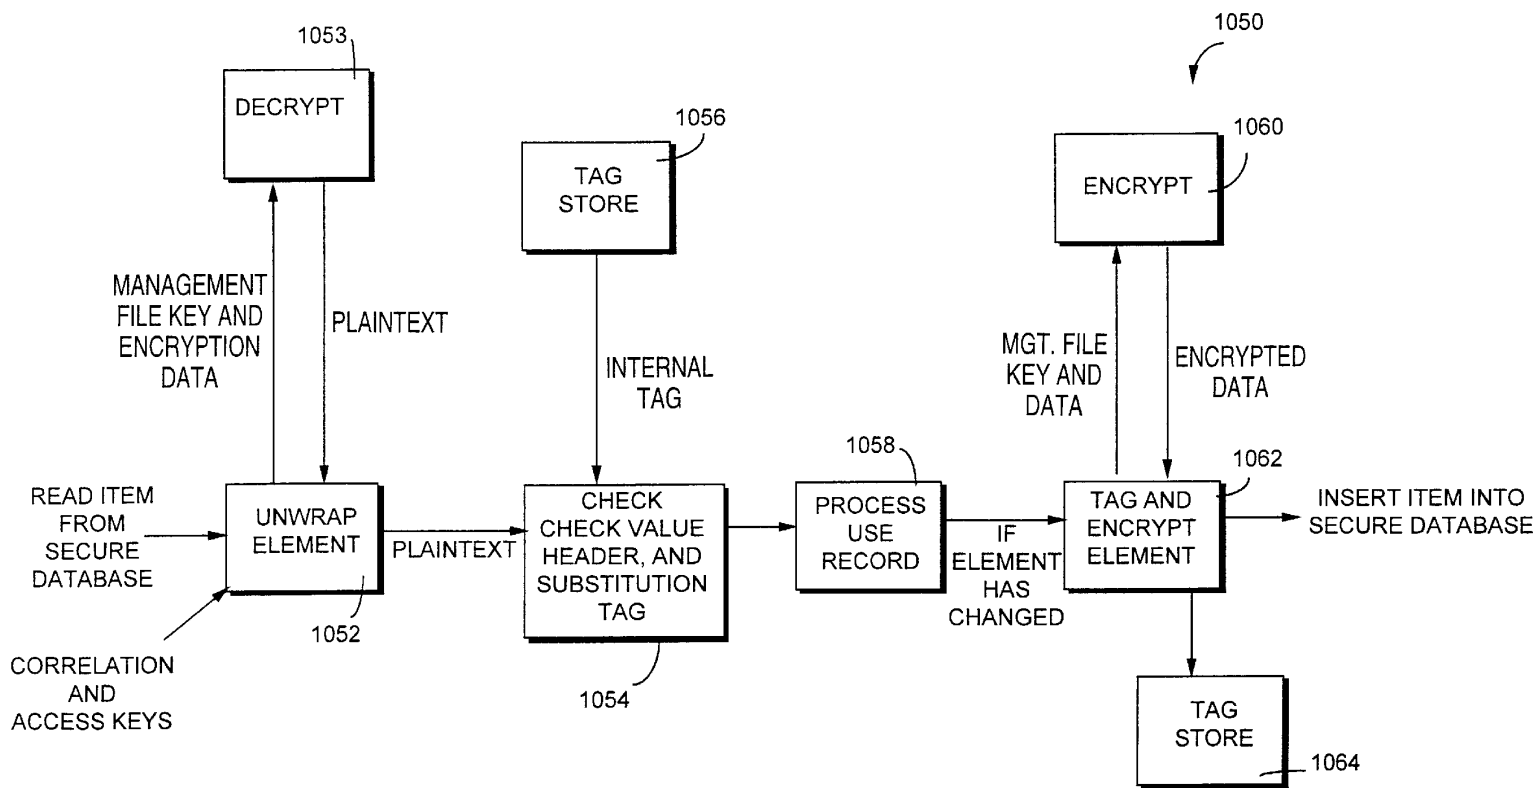 1050
1053
DECRYPT
1056
TAG
STORE
1060
ENCRYPT
MANAGEMENT
FILE KEY AND
ENCRYPTION
DATA
PLAINTEXT
INTERNAL
TAG
MGT. FILE
KEY AND
DATA
ENCRYPTED
DATA
READ ITEM
FROM
SECURE
DATABASE
UNWRAP
ELEMENT
1052
CORRELATION
AND
ACCESS KEYS
PLAINTEXT
CHECK
CHECK VALUE
HEADER, AND
SUBSTITUTION
TAG
1054
1058
PROCESS
USE
RECORD
IF
ELEMENT
HAS
CHANGED
1062
TAG AND
ENCRYPT
ELEMENT
INSERT ITEM INTO
SECURE DATABASE
TAG
STORE
1064